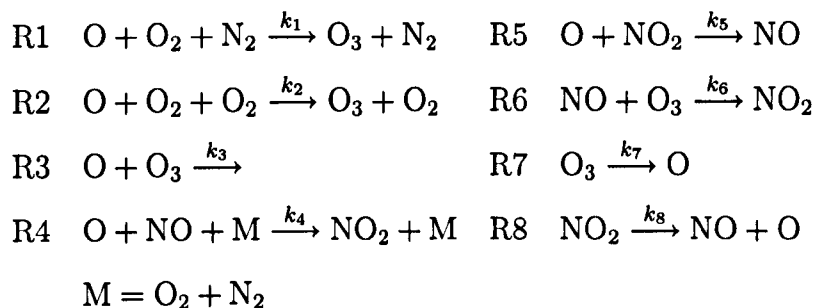 R1 O + O₂ + N₂ —k₁→ O₃ + N₂ R5 O + NO₂ —k₅→ NO
R2 O + O₂ + O₂ —k₂→ O₃ + O₂ R6 NO + O₃ —k₆→ NO₂
R3 O + O₃ —k₃→ R7 O₃ —k₇→ O
R4 O + NO + M —k₄→ NO₂ + M R8 NO₂ —k₈→ NO + O
M = O₂ + N₂